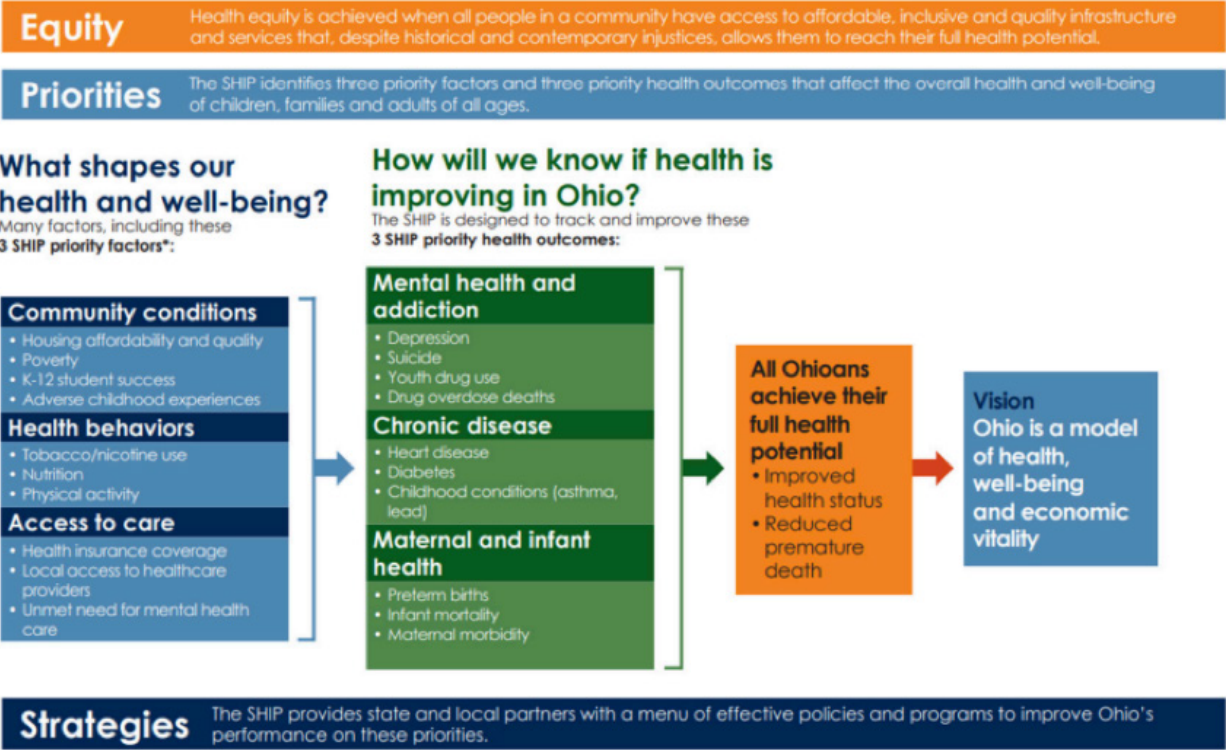 Equity
Health equity is achieved when all people in a community have access to affordable, inclusive and quality infrastructure
and services that, despite historical and contemporary injustices, allows them to reach their full health potential.
Priorities
The SHIP identifies three priority factors and three priority health outcomes that affect the overall health and well-being
of children, families and adults of all ages.
What shapes our
health and well-being?
Many factors, including these
3 SHIP priority factors*:
Community conditions
• Housing affordability and quality
• Poverty
• K-12 student success
• Adverse childhood experiences
Health behaviors
• Tobacco/nicotine use
• Nutrition
• Physical activity
Access to care
• Health insurance coverage
• Local access to healthcare
providers
• Unmet need for mental health
care
How will we know if health is
improving in Ohio?
The SHIP is designed to track and improve these
3 SHIP priority health outcomes:
Mental health and
addiction
• Depression
• Suicide
• Youth drug use
• Drug overdose deaths
Chronic disease
• Heart disease
• Diabetes
• Childhood conditions (asthma,
lead)
Maternal and infant
health
• Preterm births
• Infant mortality
• Maternal morbidity
All Ohioans
achieve their
full health
potential
• Improved
health status
• Reduced
premature
death
Vision
Ohio is a model
of health,
well-being
and economic
vitality
Strategies
The SHIP provides state and local partners with a menu of effective policies and programs to improve Ohio's
performance on these priorities.